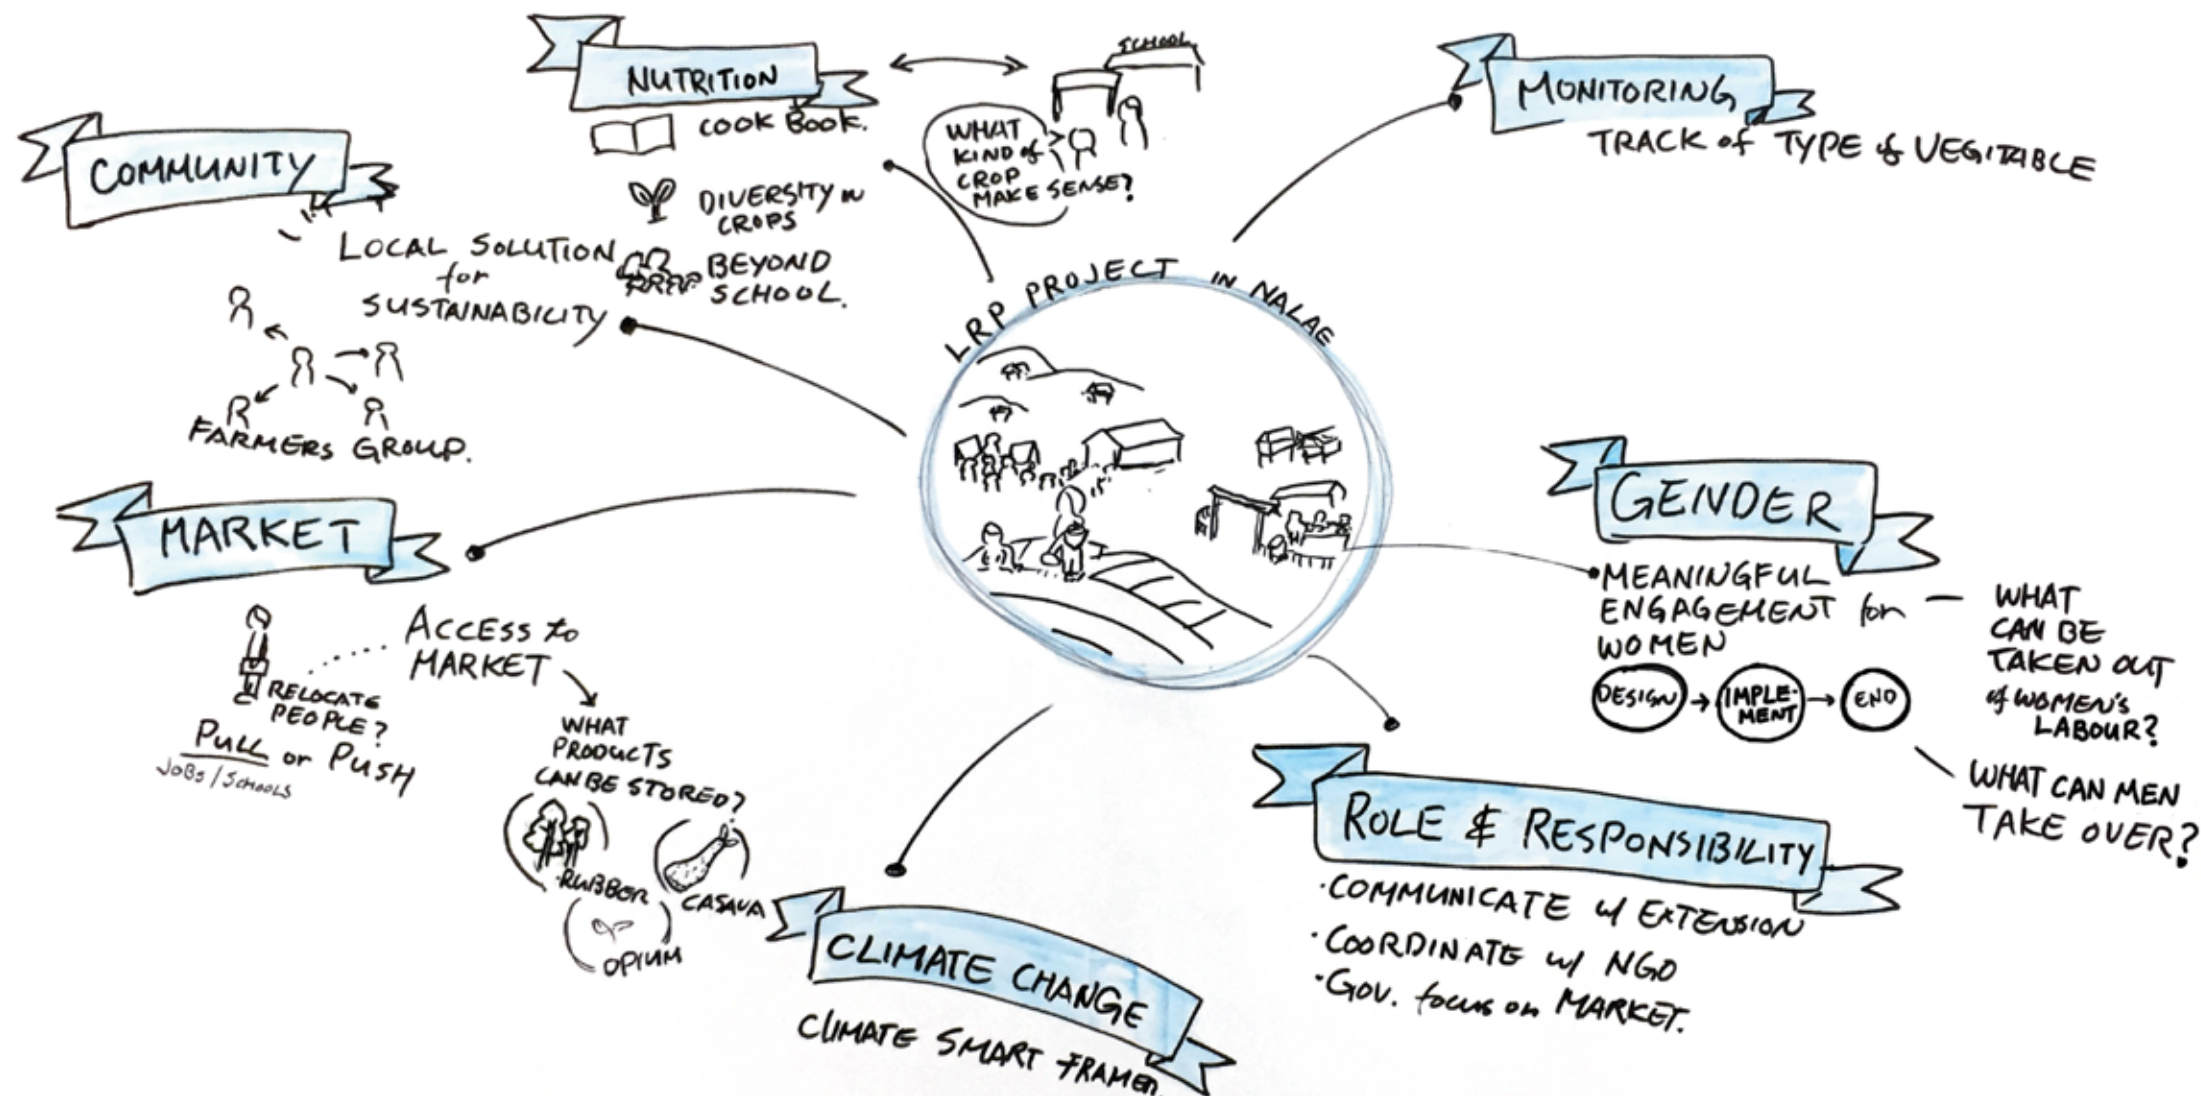 NUTRITION
COOK BOOK.
DIVERSITY IN
CROPS
BEYOND
SCHOOL.
SCHOOL
WHAT
KIND of
CROP
MAKE SENSE?
MONITORING
TRACK of TYPE of VEGITABLE
COMMUNITY
LOCAL SOLUTION
for
SUSTAINABILITY
FARMERS GROUP.
LRP PROJECT IN NALAE
MARKET
ACCESS to
MARKET
RELOCATE
PEOPLE?
PULL or PUSH
JOBS/SCHOOLS
WHAT
PRODUCTS
CAN BE STORED?
RUBBER
CASAVA
OPIUM
GENDER
MEANINGFUL
ENGAGEMENT for
WOMEN
DESIGN
IMPLE-
MENT
END
WHAT
CAN BE
TAKEN OUT
of WOMEN'S
LABOUR?
WHAT CAN MEN
TAKE OVER?
ROLE & RESPONSIBILITY
·COMMUNICATE w/ EXTENSION
·COORDINATE w/ NGO
·GOV. focus on MARKET.
CLIMATE CHANGE
CLIMATE SMART